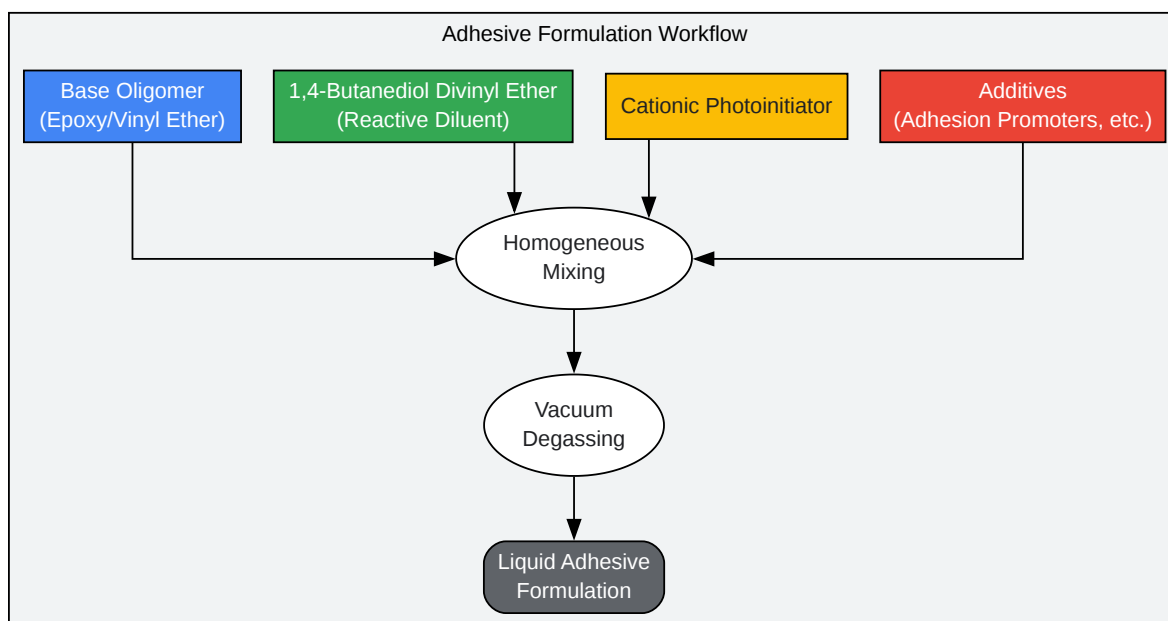 Adhesive Formulation Workflow
Base Oligomer
(Epoxy/Vinyl Ether)
1,4-Butanediol Divinyl Ether
(Reactive Diluent)
Cationic Photoinitiator
Additives
(Adhesion Promoters, etc.)
Homogeneous
Mixing
Vacuum
Degassing
Liquid Adhesive
Formulation